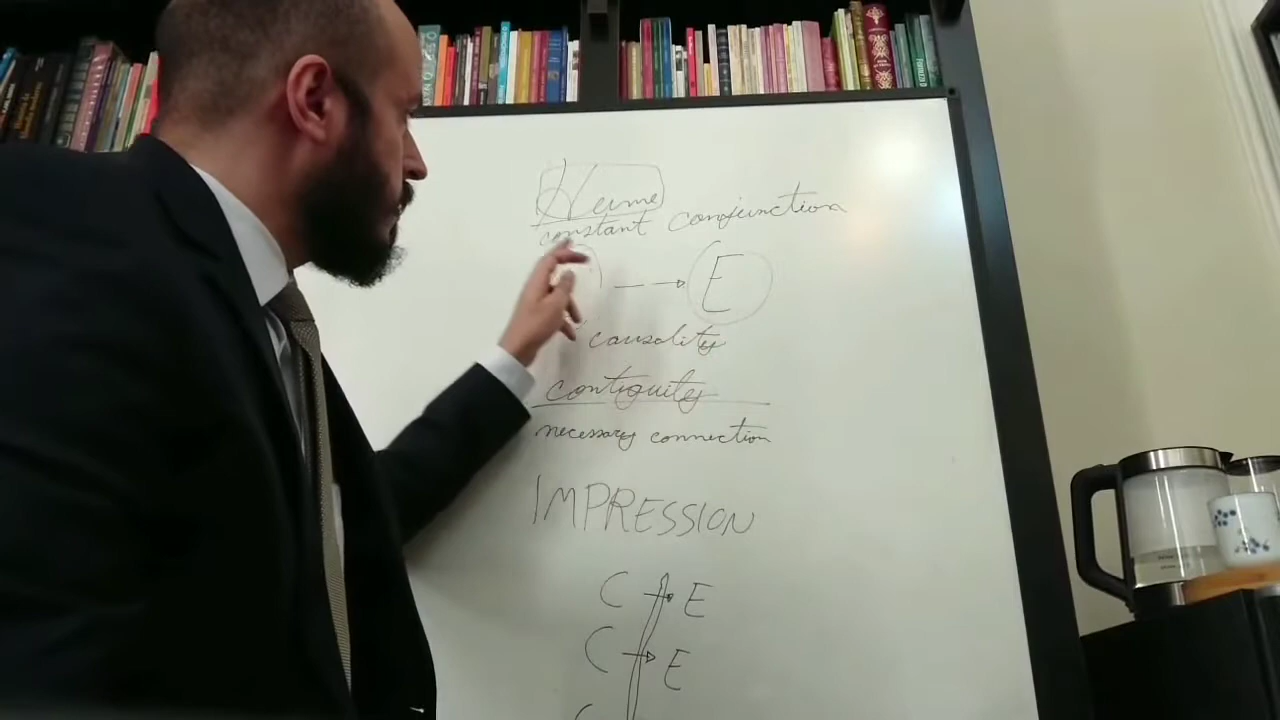 Hume
constant conjunction
E
causality
contiguity
necessary connection
IMPRESSION
C → E
C → E
C